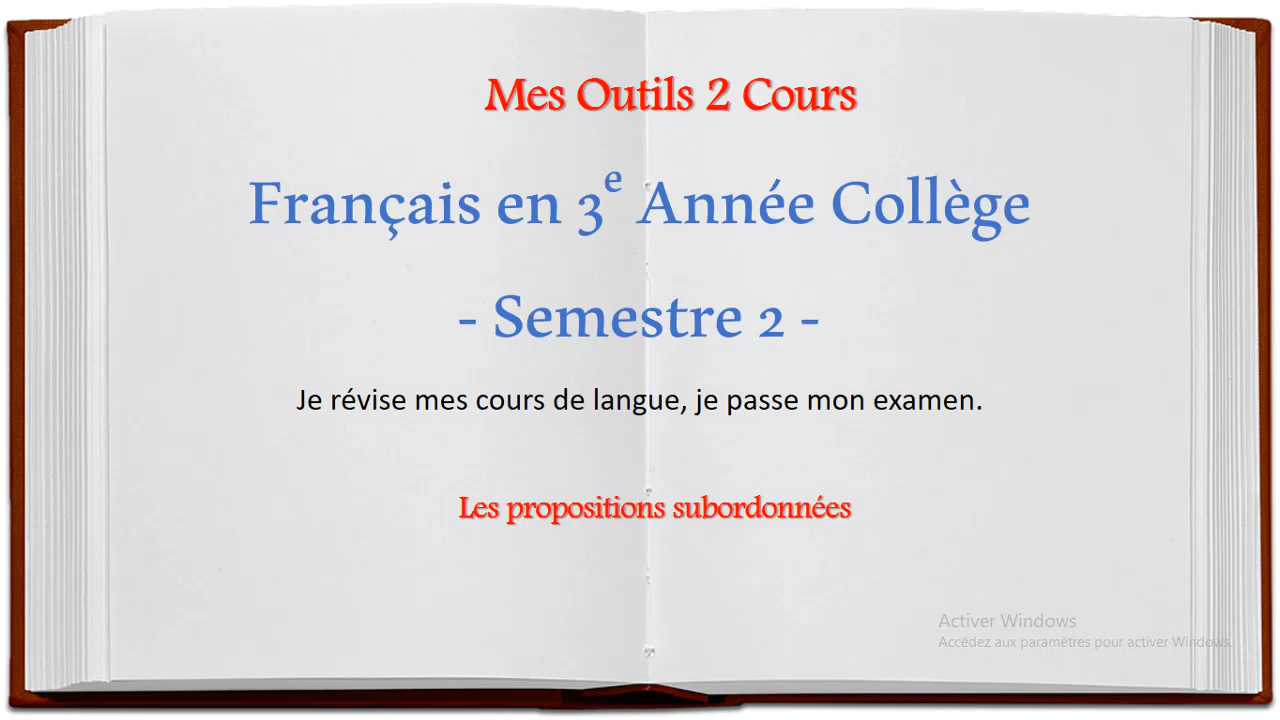 Mes Outils 2 Cours
Français en 3e Année Collège
- Semestre 2 -
Je révise mes cours de langue, je passe mon examen.
Les propositions subordonnées
Activer Windows
Accédez aux paramètres pour activer Windows.